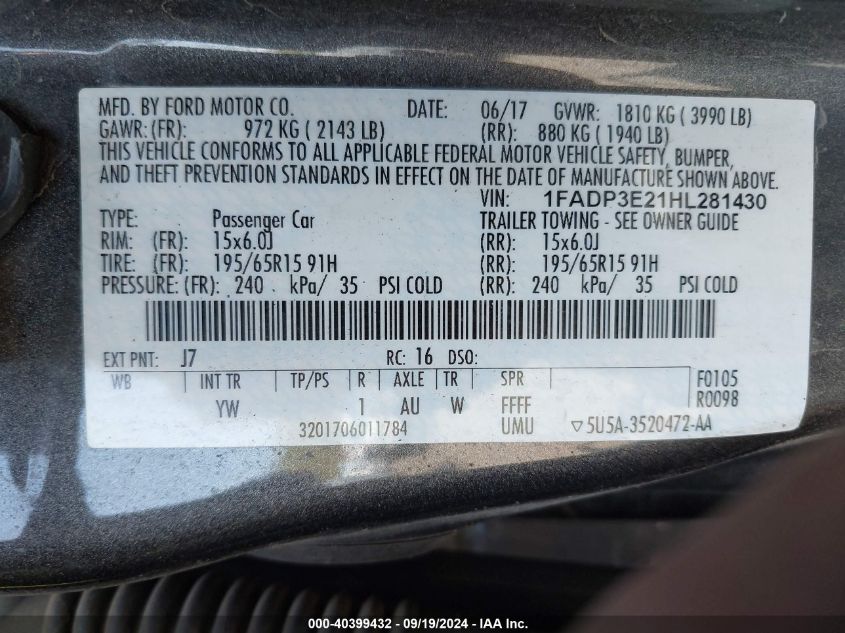 MFD. BY FORD MOTOR CO. DATE: 06/17 GVWR: 1810 KG ( 3990 LB)
GAWR: (FR): 972 KG ( 2143 LB) (RR): 880 KG ( 1940 LB)
THIS VEHICLE CONFORMS TO ALL APPLICABLE FEDERAL MOTOR VEHICLE SAFETY, BUMPER,
AND THEFT PREVENTION STANDARDS IN EFFECT ON THE DATE OF MANUFACTURE SHOWN ABOVE.
VIN: 1FADP3E21HL281430
TYPE: Passenger Car TRAILER TOWING - SEE OWNER GUIDE
RIM: (FR): 15x6.0J (RR): 15x6.0J
TIRE: (FR): 195/65R15 91H (RR): 195/65R15 91H
PRESSURE: (FR): 240 kPa/ 35 PSI COLD (RR): 240 kPa/ 35 PSI COLD
EXT PNT: J7 RC: 16 DSO:
WB INT TR TP/PS R AXLE TR SPR F0105
YW 1 AU W FFFF R0098
3201706011784 UMU ▽5U5A-3520472-AA
000-40399432 - 09/19/2024 - IAA Inc.